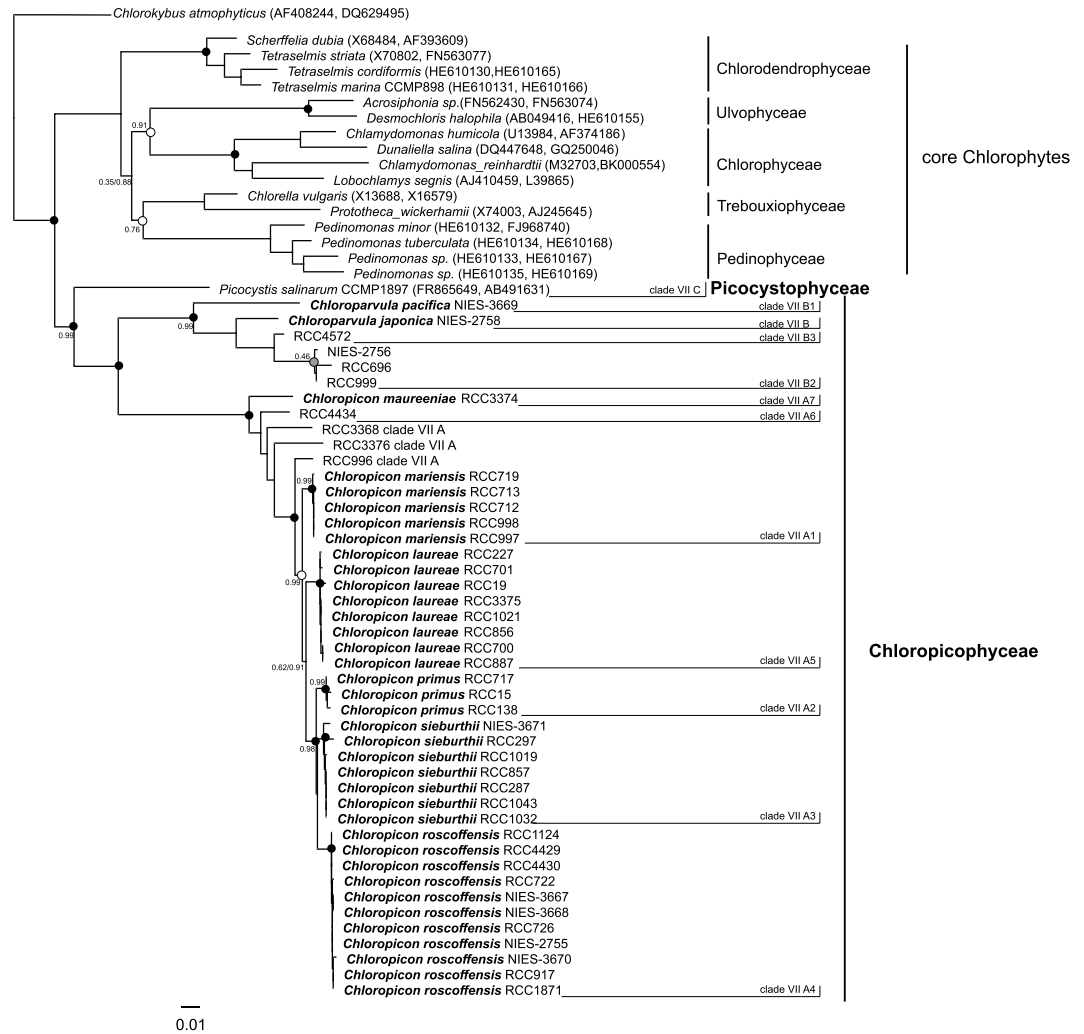 Chlorokybus atmophyticus (AF408244, DQ629495)
Scherffelia dubia (X68484, AF393609)
Tetraselmis striata (X70802, FN563077)
Tetraselmis cordiformis (HE610130,HE610165)
Tetraselmis marina CCMP898 (HE610131, HE610166)
Chlorodendrophyceae
Acrosiphonia sp.(FN562430, FN563074)
Desmochloris halophila (AB049416, HE610155)
Ulvophyceae
0.91
Chlamydomonas humicola (U13984, AF374186)
Dunaliella salina (DQ447648, GQ250046)
Chlamydomonas_reinhardtii (M32703,BK000554)
Lobochlamys segnis (AJ410459, L39865)
Chlorophyceae
core Chlorophytes
0.35/0.88
Chlorella vulgaris (X13688, X16579)
Prototheca_wickerhamii (X74003, AJ245645)
Trebouxiophyceae
0.76
Pedinomonas minor (HE610132, FJ968740)
Pedinomonas tuberculata (HE610134, HE610168)
Pedinomonas sp. (HE610133, HE610167)
Pedinomonas sp. (HE610135, HE610169)
Pedinophyceae
Picocystis salinarum CCMP1897 (FR865649, AB491631)
clade VII C
Picocystophyceae
0.99
Chloroparvula pacifica NIES-3669
clade VII B1
0.99
Chloroparvula japonica NIES-2758
clade VII B
RCC4572
clade VII B3
0.46
NIES-2756
RCC696
RCC999
clade VII B2
Chloropicon maureeniae RCC3374
clade VII A7
RCC4434
clade VII A6
RCC3368 clade VII A
RCC3376 clade VII A
RCC996 clade VII A
0.99
Chloropicon mariensis RCC719
Chloropicon mariensis RCC713
Chloropicon mariensis RCC712
Chloropicon mariensis RCC998
Chloropicon mariensis RCC997
clade VII A1
0.99
Chloropicon laureae RCC227
Chloropicon laureae RCC701
Chloropicon laureae RCC19
Chloropicon laureae RCC3375
Chloropicon laureae RCC1021
Chloropicon laureae RCC856
Chloropicon laureae RCC700
Chloropicon laureae RCC887
clade VII A5
Chloropicophyceae
0.62/0.91
0.99
Chloropicon primus RCC717
Chloropicon primus RCC15
Chloropicon primus RCC138
clade VII A2
0.98
Chloropicon sieburthii NIES-3671
Chloropicon sieburthii RCC297
Chloropicon sieburthii RCC1019
Chloropicon sieburthii RCC857
Chloropicon sieburthii RCC287
Chloropicon sieburthii RCC1043
Chloropicon sieburthii RCC1032
clade VII A3
Chloropicon roscoffensis RCC1124
Chloropicon roscoffensis RCC4429
Chloropicon roscoffensis RCC4430
Chloropicon roscoffensis RCC722
Chloropicon roscoffensis NIES-3667
Chloropicon roscoffensis NIES-3668
Chloropicon roscoffensis RCC726
Chloropicon roscoffensis NIES-2755
Chloropicon roscoffensis NIES-3670
Chloropicon roscoffensis RCC917
Chloropicon roscoffensis RCC1871
clade VII A4
0.01